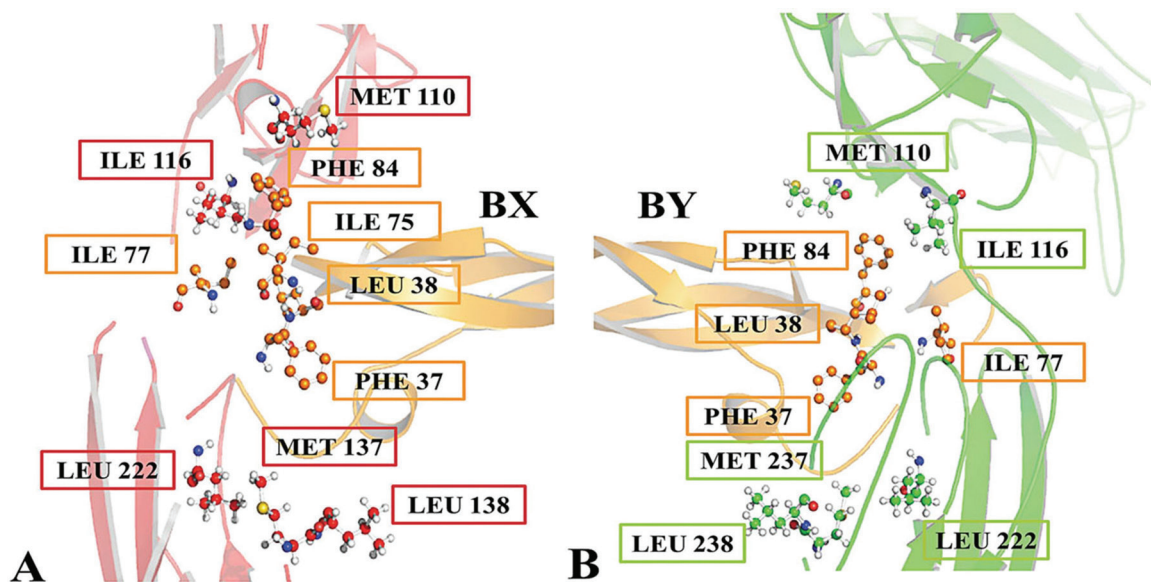 MET 110
ILE 116
PHE 84
BX
ILE 75
ILE 77
LEU 38
PHE 37
MET 137
LEU 222
LEU 138
A
MET 110
BY
PHE 84
ILE 116
LEU 38
ILE 77
PHE 37
MET 237
LEU 238
LEU 222
B